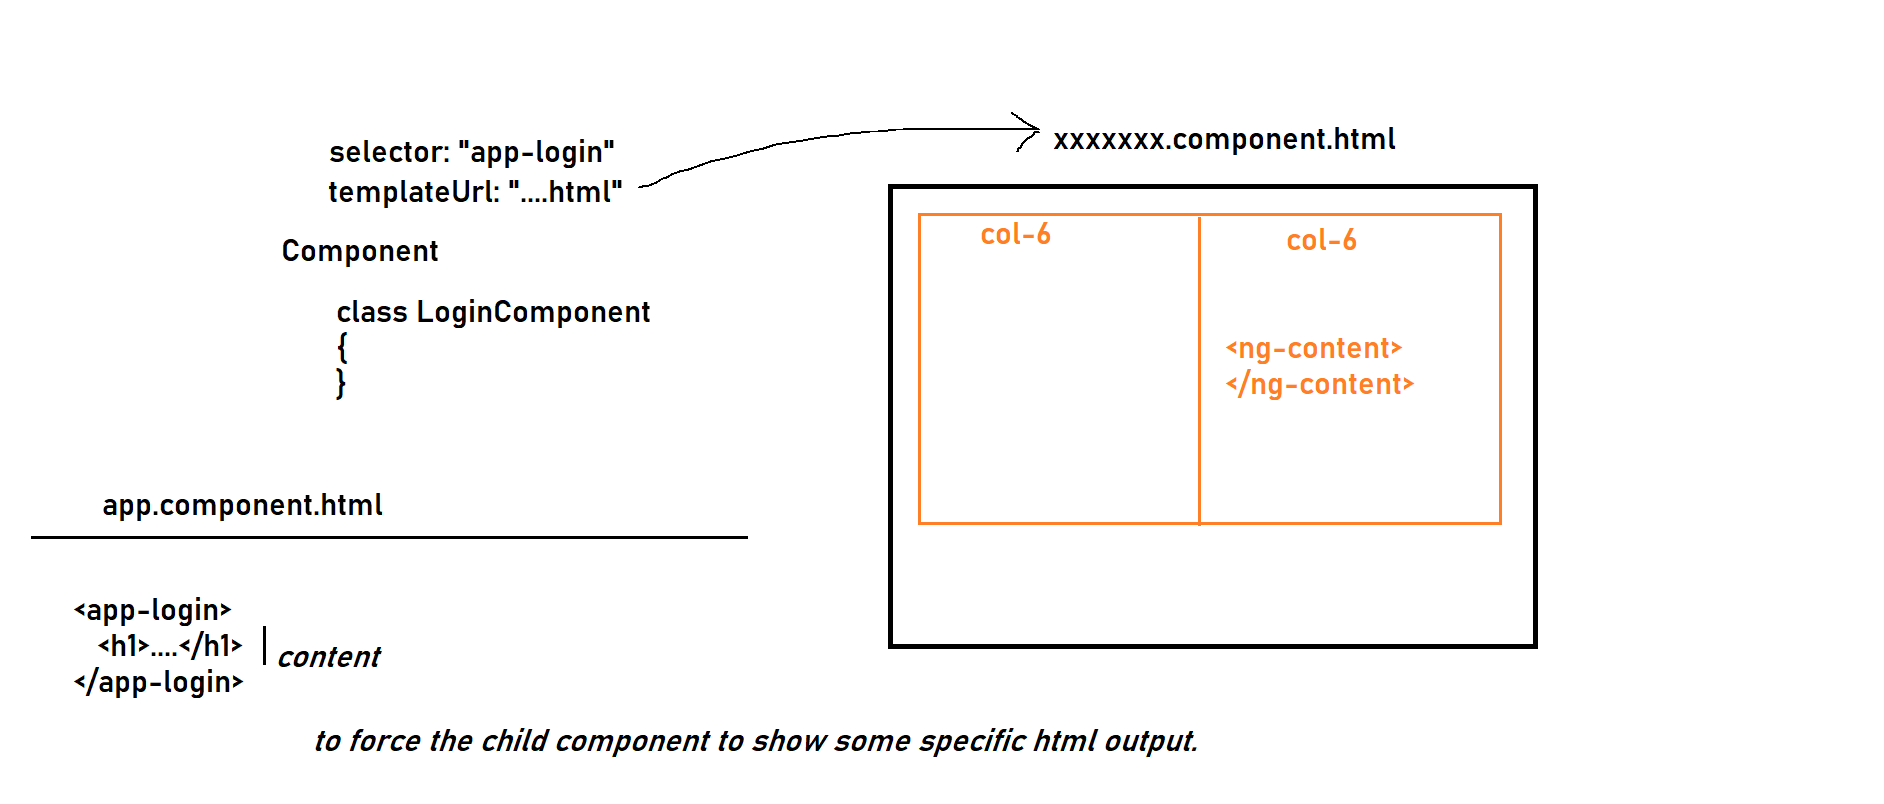 selector: "app-login"
templateUrl: "....html"
Component
class LoginComponent
{
}
xxxxxxx.component.html
col-6
col-6
<ng-content>
</ng-content>
app.component.html
<app-login>
<h1>....</h1>
</app-login>
content
to force the child component to show some specific html output.